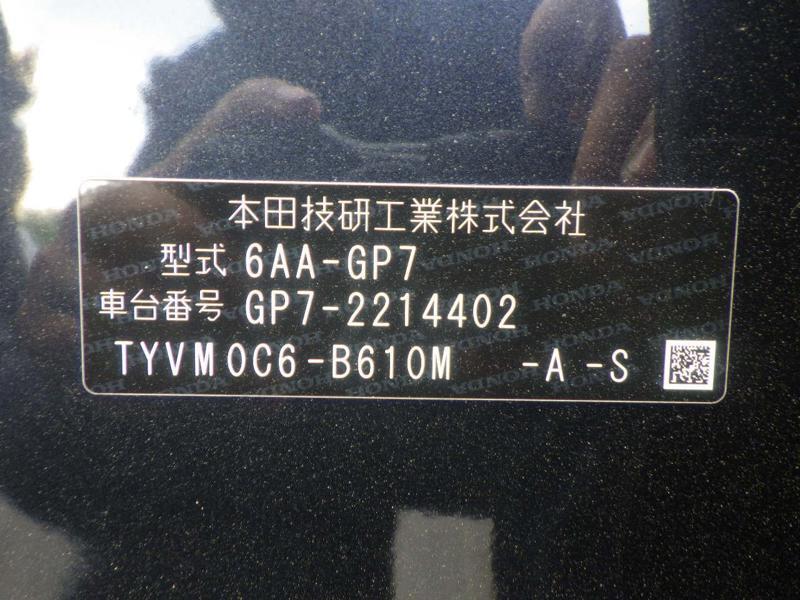 本田技研工業株式会社
型式 6AA-GP7
車台番号 GP7-2214402
TYVM0C6-B610M -A -S